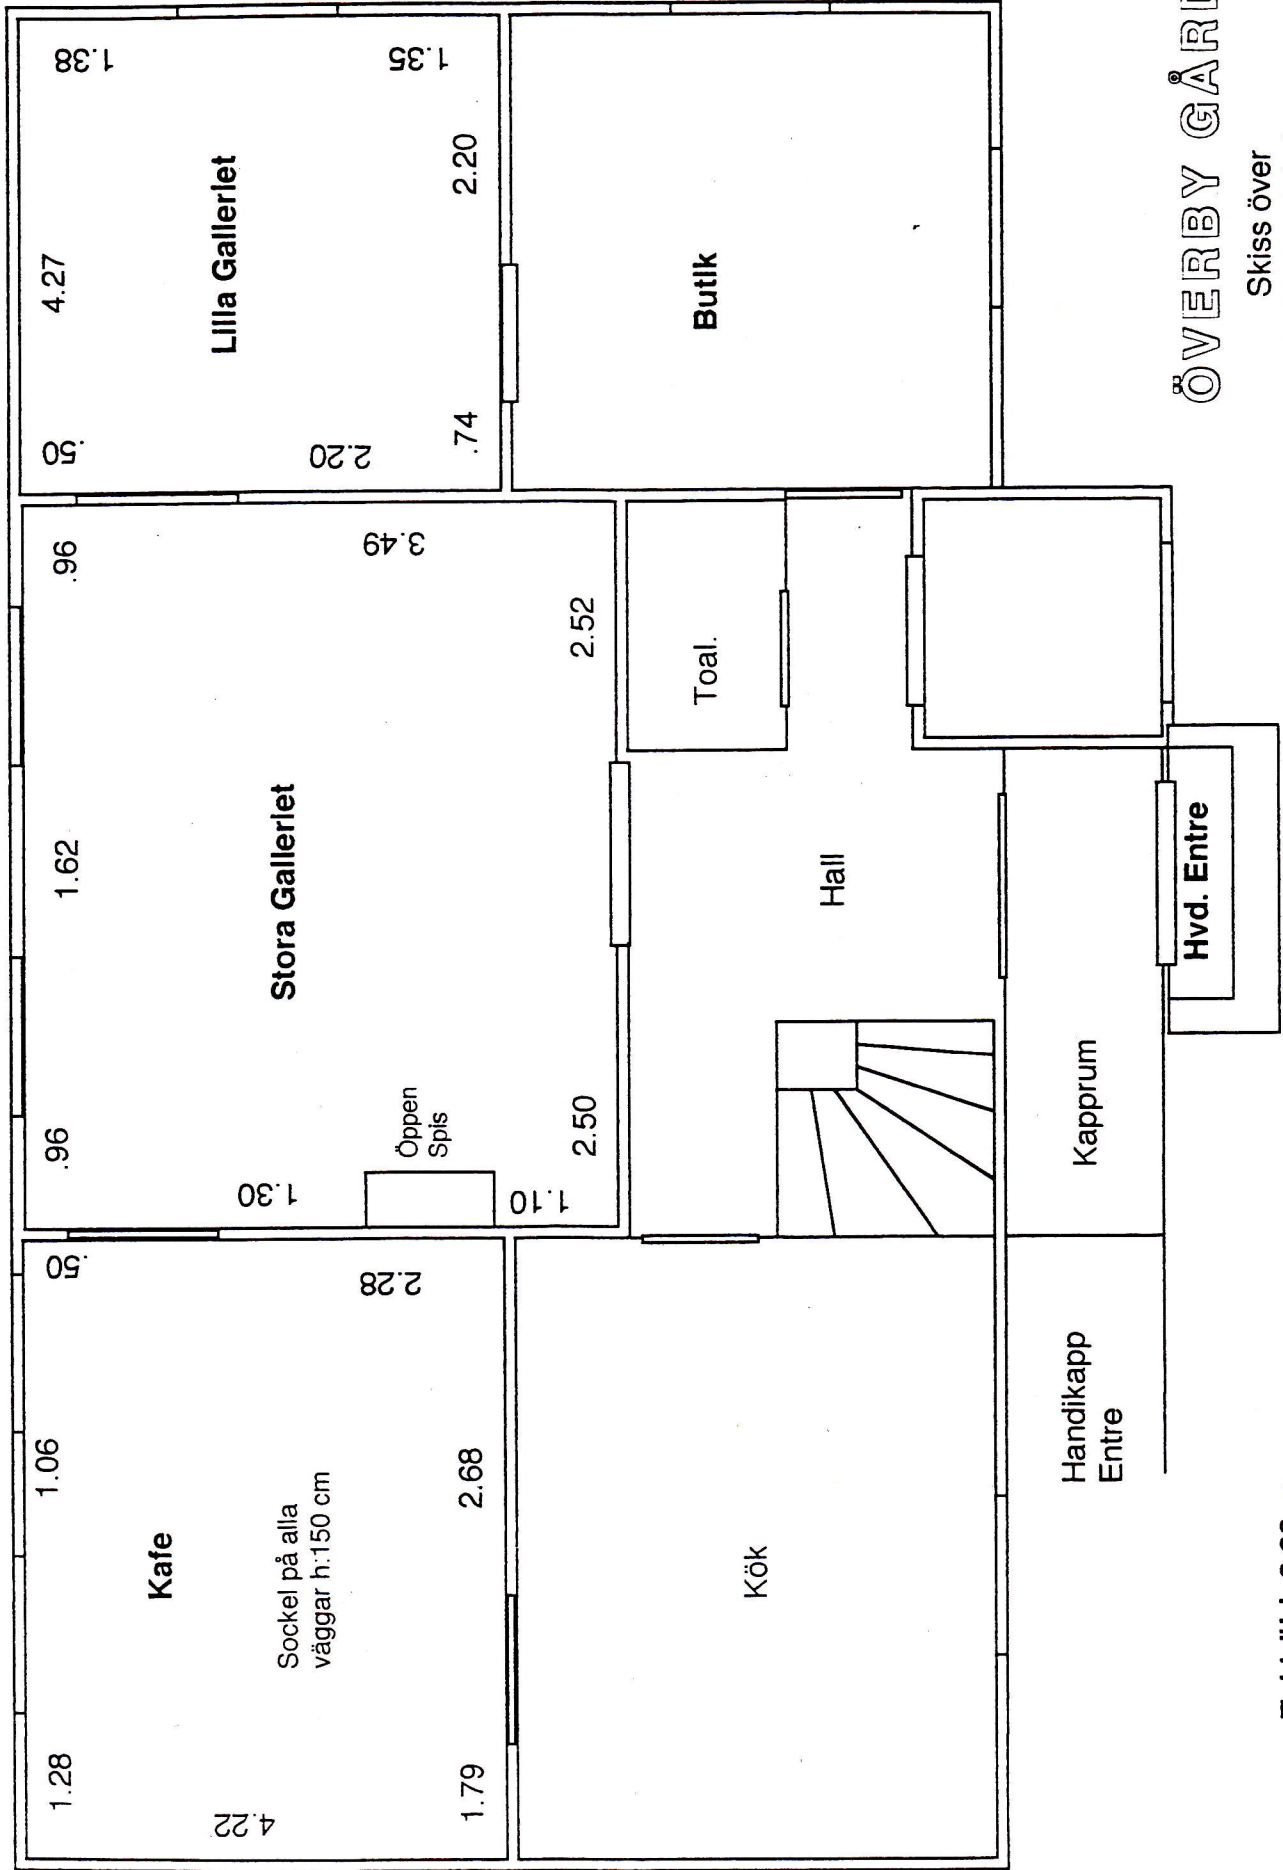 Kafe
1.28
1.06
.50
4.22
2.28
Sockel på alla
väggar h:150 cm
1.79
2.68
Stora Galleriet
.96
1.62
.96
1.30
Öppen
Spis
1.10
3.49
2.50
2.52
Lilla Galleriet
.50
4.27
1.38
2.20
1.35
.74
2.20
Kök
Hall
Toal.
Butik
Handikapp
Entre
Kapprum
Hvd. Entre
ÖVERBY GÅRD
Skiss över